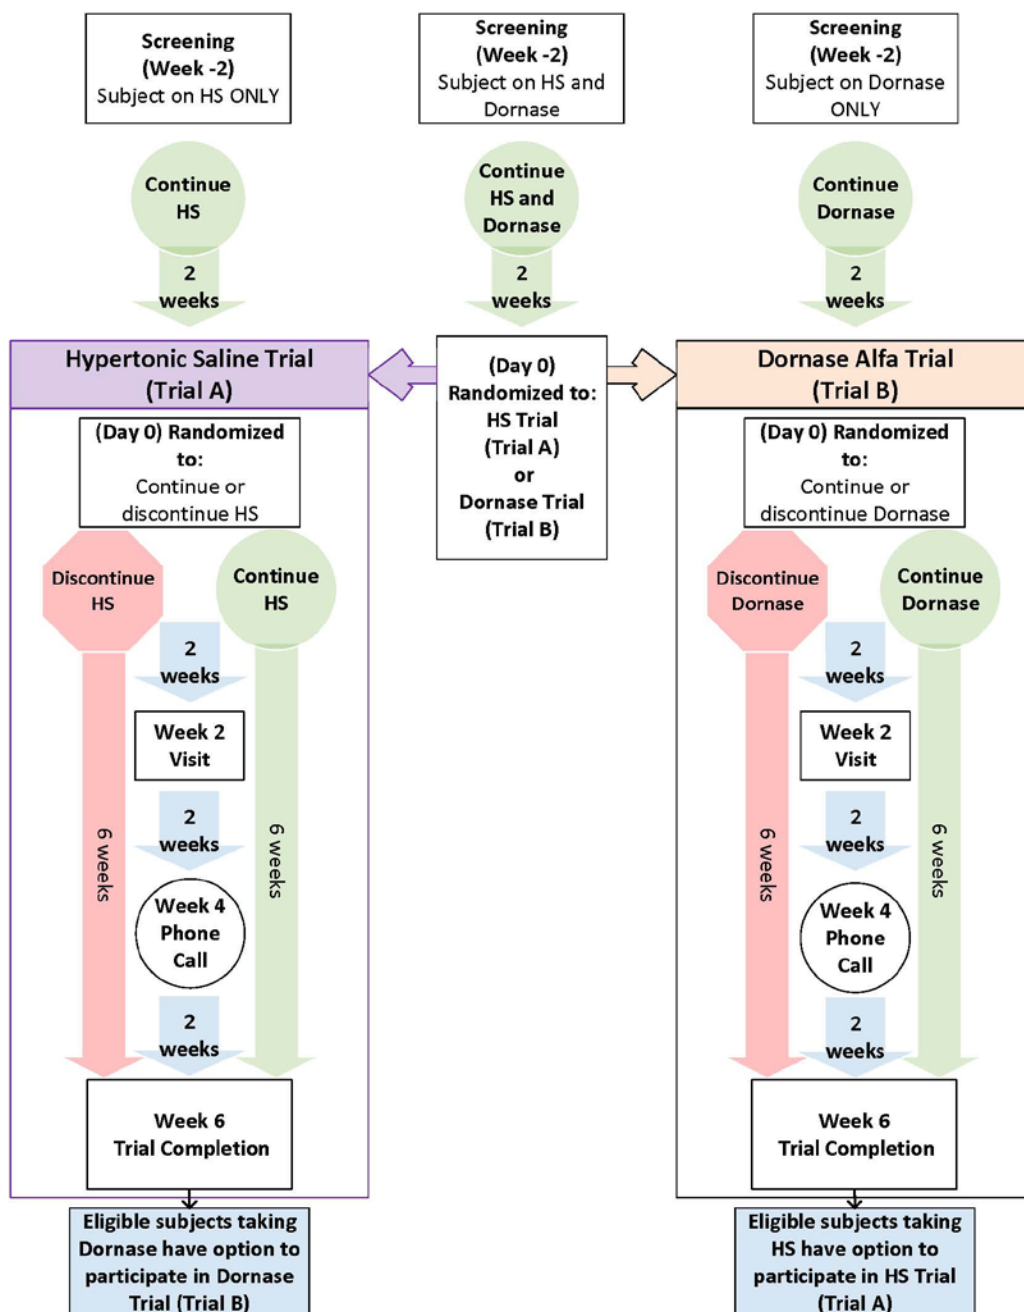 Screening
(Week -2)
Subject on HS ONLY
Screening
(Week -2)
Subject on HS and
Dornase
Screening
(Week -2)
Subject on Dornase
ONLY
Continue
HS
Continue
HS and
Dornase
Continue
Dornase
2
weeks
2
weeks
2
weeks
Hypertonic Saline Trial
(Trial A)
(Day 0)
Randomized to:
HS Trial
(Trial A)
or
Dornase Trial
(Trial B)
Dornase Alfa Trial
(Trial B)
(Day 0) Randomized
to:
Continue or
discontinue HS
Discontinue
HS
Continue
HS
2
weeks
Week 2
Visit
2
weeks
6 weeks
6 weeks
Week 4
Phone
Call
2
weeks
Week 6
Trial Completion
Eligible subjects taking
Dornase have option to
participate in Dornase
Trial (Trial B)
(Day 0) Randomized
to:
Continue or
discontinue Dornase
Discontinue
Dornase
Continue
Dornase
2
weeks
Week 2
Visit
2
weeks
6 weeks
6 weeks
Week 4
Phone
Call
2
weeks
Week 6
Trial Completion
Eligible subjects taking
HS have option to
participate in HS Trial
(Trial A)